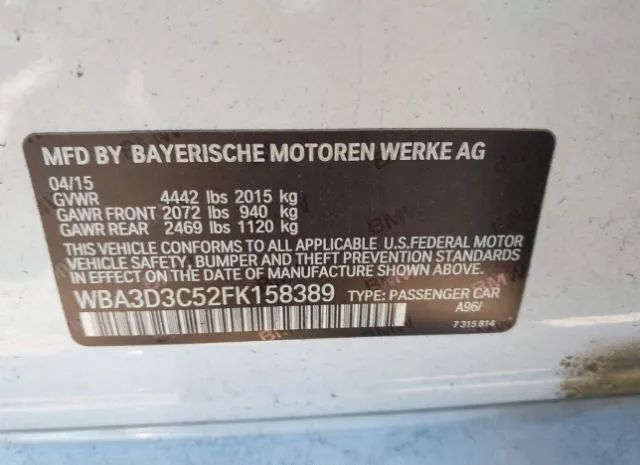 MFD BY BAYERISCHE MOTOREN WERKE AG
04/15
GVWR 4442 lbs 2015 kg
GAWR FRONT 2072 lbs 940 kg
GAWR REAR 2469 lbs 1120 kg
THIS VEHICLE CONFORMS TO ALL APPLICABLE U.S.FEDERAL MOTOR
VEHICLE SAFETY, BUMPER AND THEFT PREVENTION STANDARDS
IN EFFECT ON THE DATE OF MANUFACTURE SHOWN ABOVE.
WBA3D3C52FK158389 TYPE: PASSENGER CAR
A96/
7 315 814